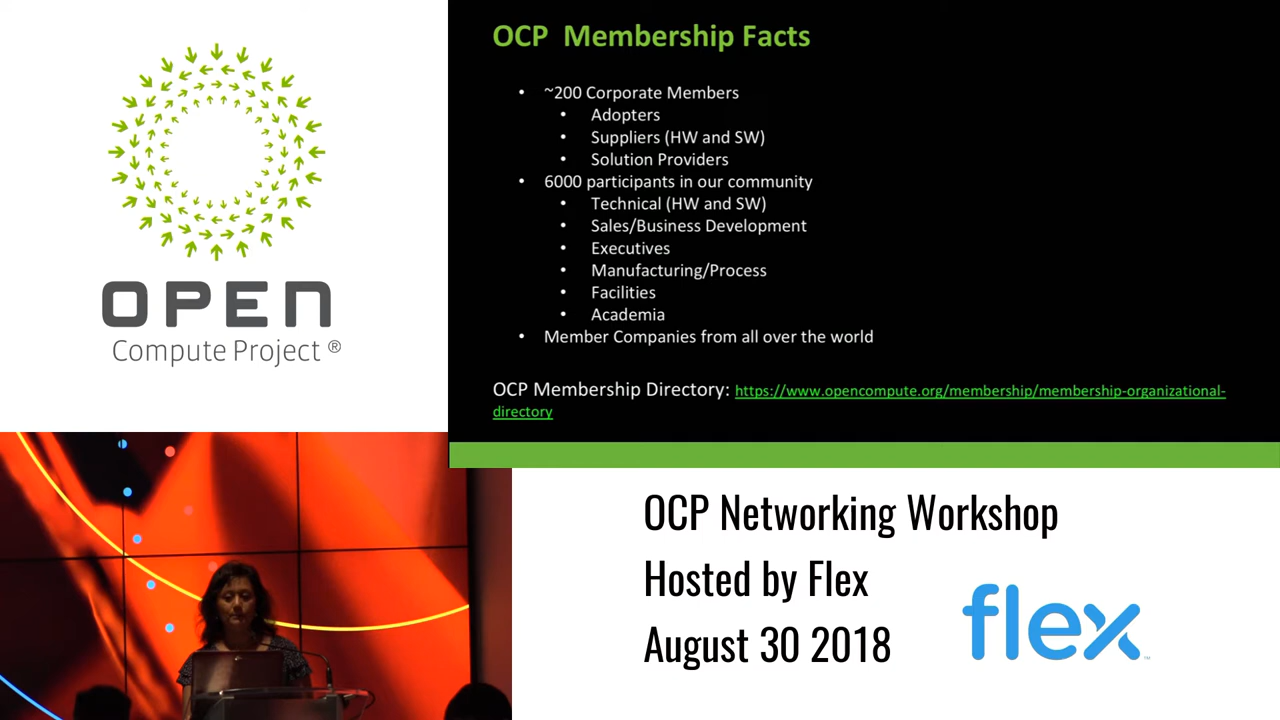 OPEN
Compute Project ®
OCP Membership Facts
• ~200 Corporate Members
• Adopters
• Suppliers (HW and SW)
• Solution Providers
• 6000 participants in our community
• Technical (HW and SW)
• Sales/Business Development
• Executives
• Manufacturing/Process
• Facilities
• Academia
• Member Companies from all over the world
OCP Membership Directory: https://www.opencompute.org/membership/membership-organizational-
directory
OCP Networking Workshop
Hosted by Flex
August 30 2018
flex